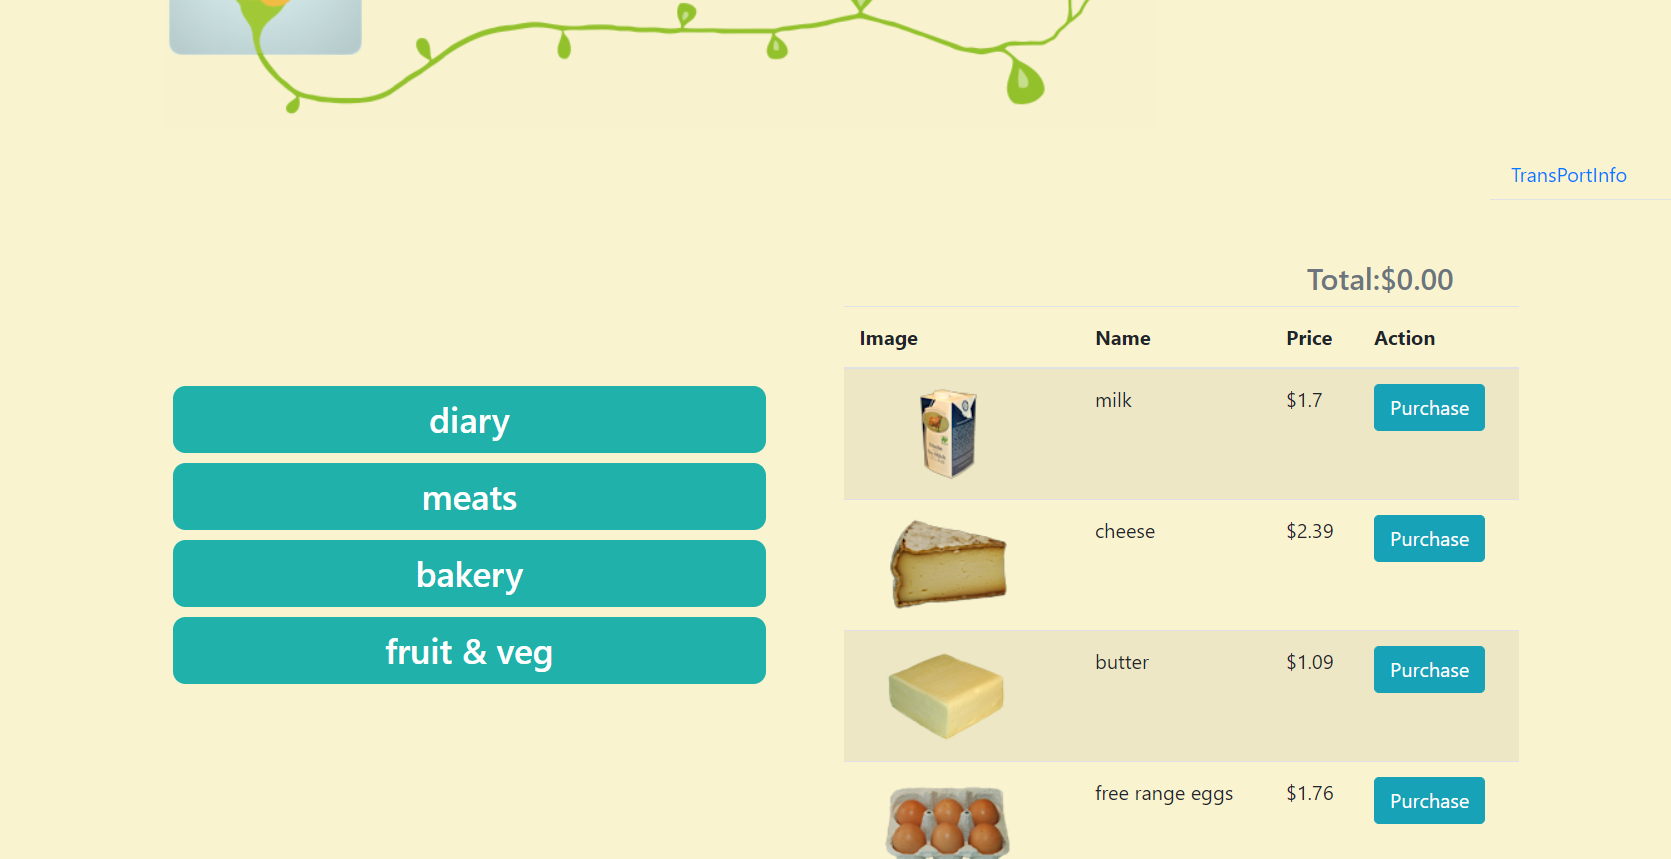 TransPortInfo
Total:$0.00
Image Name Price Action
diary
meats
bakery
fruit & veg
milk $1.7 Purchase
cheese $2.39 Purchase
butter $1.09 Purchase
free range eggs $1.76 Purchase